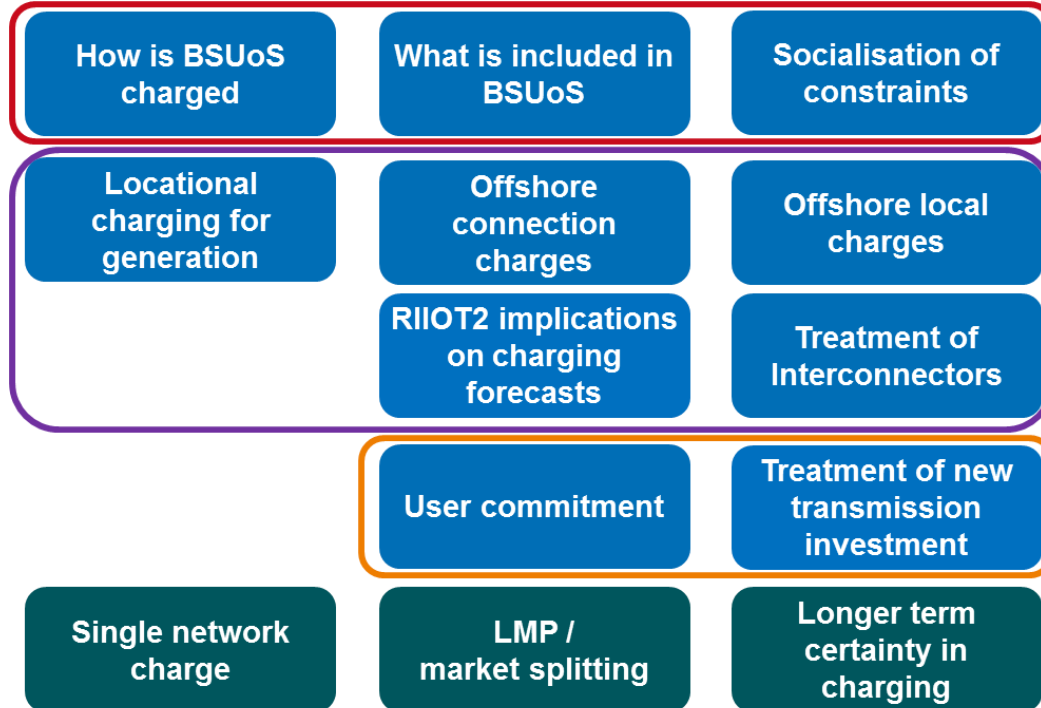 How is BSUoS
charged
What is included in
BSUoS
Socialisation of
constraints
Locational
charging for
generation
Offshore
connection
charges
Offshore local
charges
RIIOT2 implications
on charging
forecasts
Treatment of
Interconnectors
User commitment
Treatment of new
transmission
investment
Single network
charge
LMP /
market splitting
Longer term
certainty in
charging